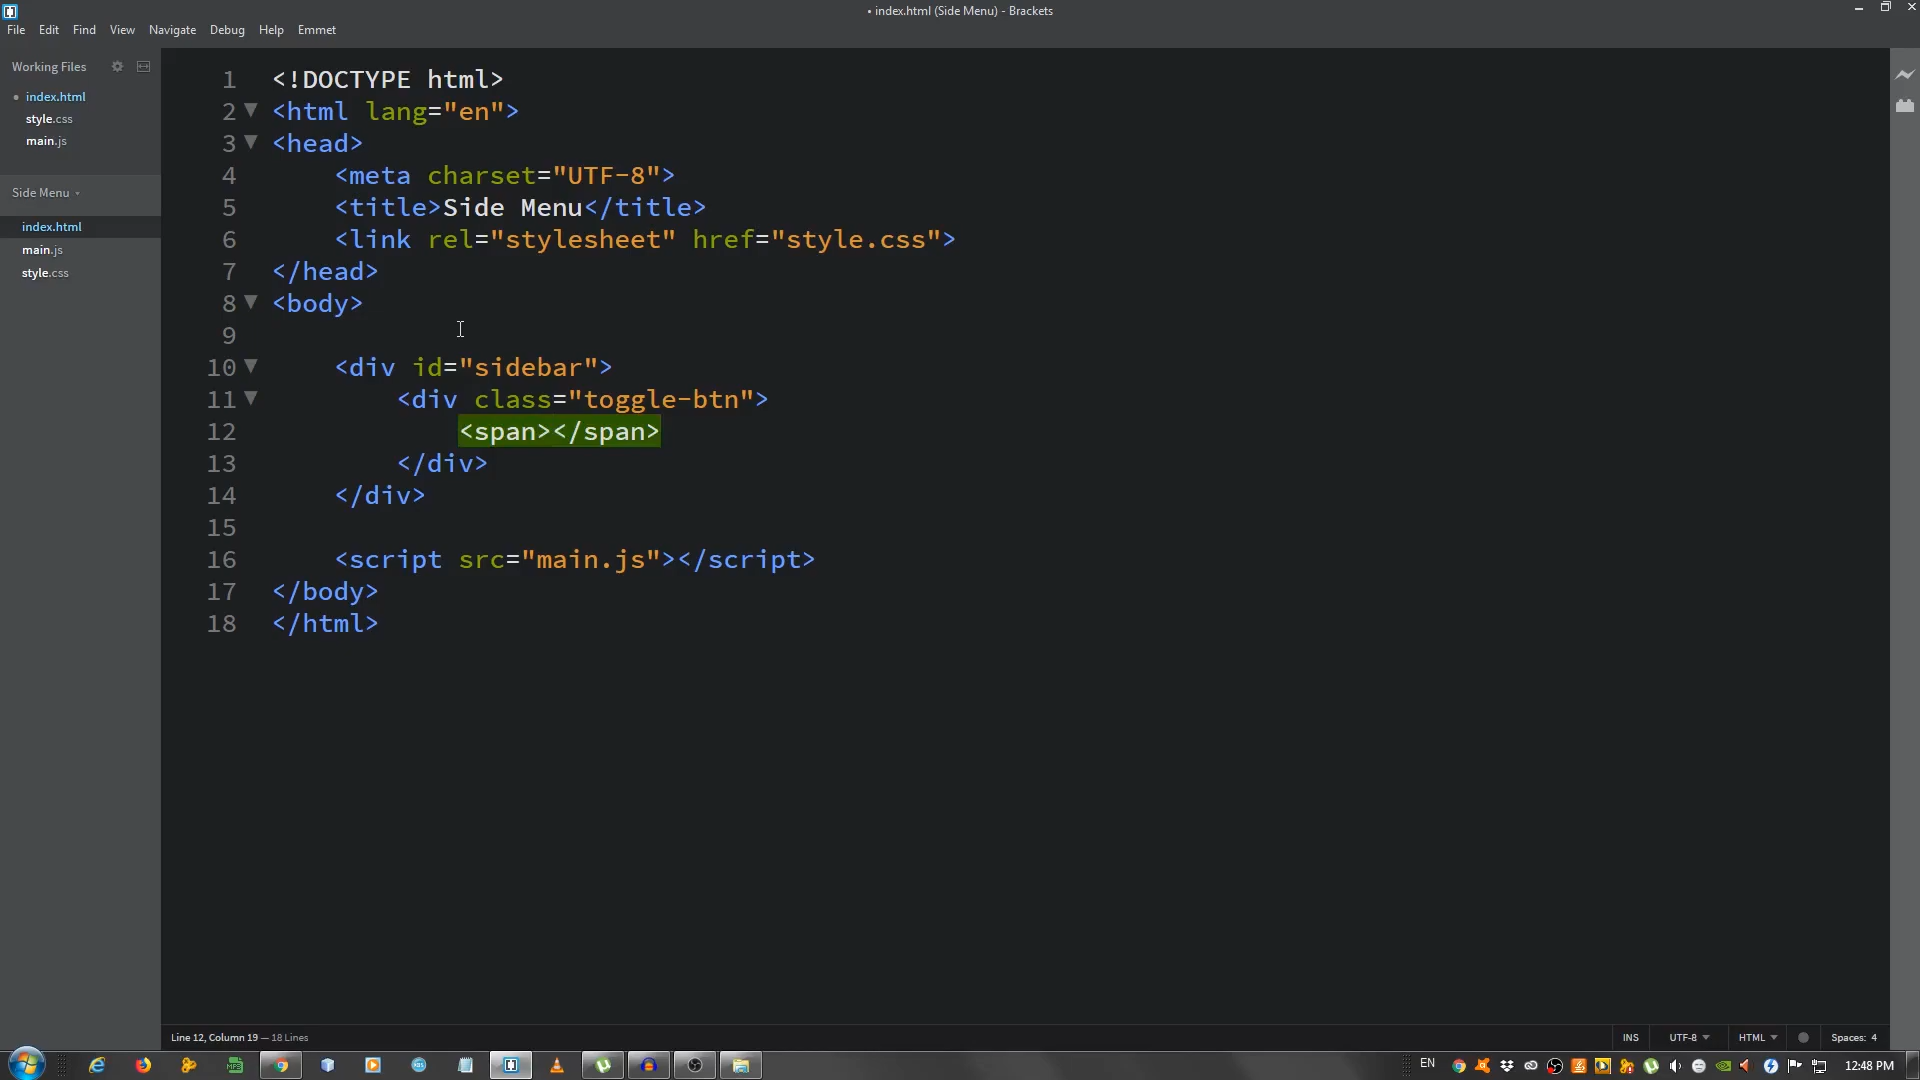 • index.html (Side Menu) - Brackets
File Edit Find View Navigate Debug Help Emmet
Working Files
• index.html
style.css
main.js
Side Menu
index.html
main.js
style.css
1 <!DOCTYPE html>
2 <html lang="en">
3 <head>
4 <meta charset="UTF-8">
5 <title>Side Menu</title>
6 <link rel="stylesheet" href="style.css">
7 </head>
8 <body>
9
10 <div id="sidebar">
11 <div class="toggle-btn">
12 <span></span>
13 </div>
14 </div>
15
16 <script src="main.js"></script>
17 </body>
18 </html>
Line 12, Column 19 — 18 Lines
INS UTF-8 HTML Spaces: 4
EN 12:48 PM